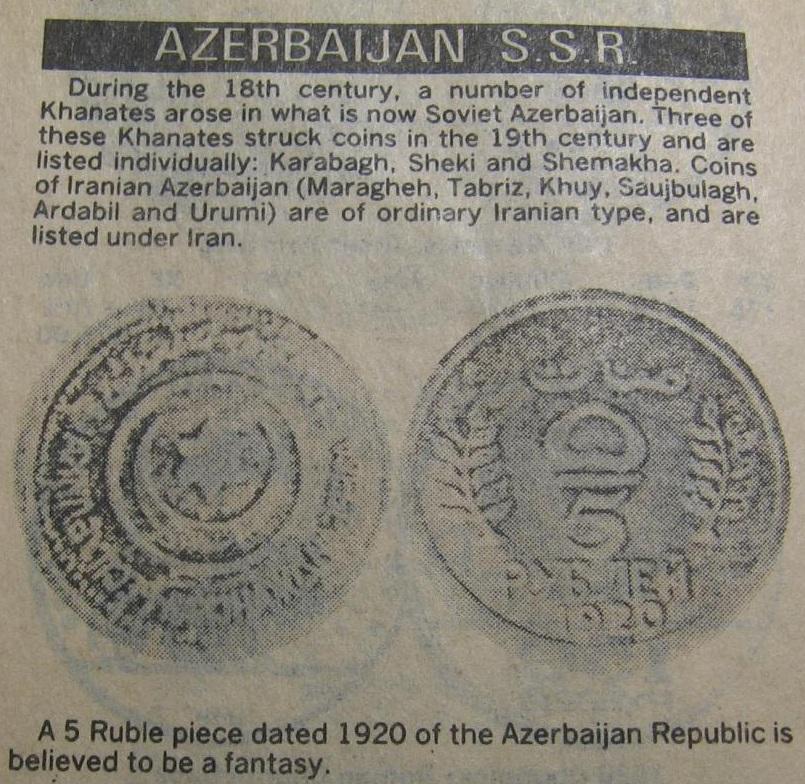 AZERBAIJAN S.S.R.
During the 18th century, a number of independent
Khanates arose in what is now Soviet Azerbaijan. Three of
these Khanates struck coins in the 19th century and are
listed individually: Karabagh, Sheki and Shemakha. Coins
of Iranian Azerbaijan (Maragheh, Tabriz, Khuy, Saujbulagh,
Ardabil and Urumi) are of ordinary Iranian type, and are
listed under Iran.
5
РУБЛЕЙ
1920
A 5 Ruble piece dated 1920 of the Azerbaijan Republic is
believed to be a fantasy.